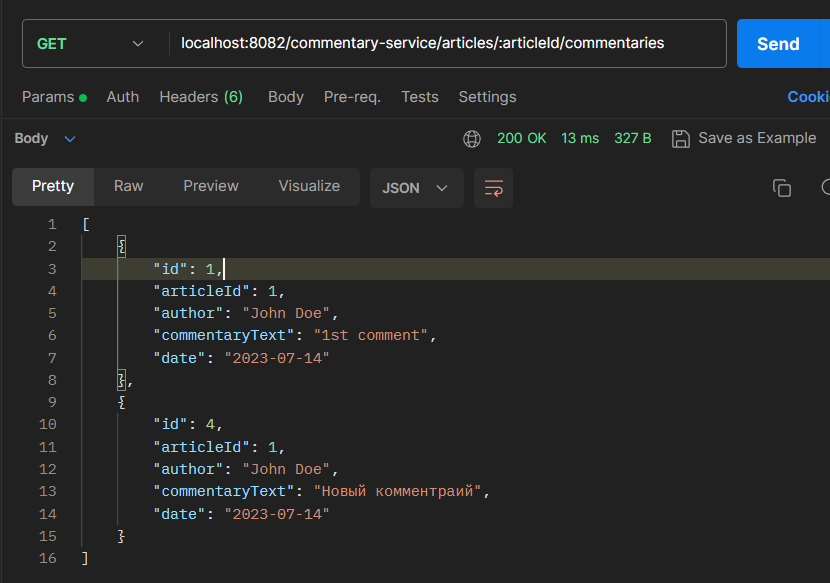 GET localhost:8082/commentary-service/articles/:articleId/commentaries Send
Params Auth Headers (6) Body Pre-req. Tests Settings Cooki
Body 200 OK 13 ms 327 B Save as Example
Pretty Raw Preview Visualize JSON
1 [
2 {
3 "id": 1,
4 "articleId": 1,
5 "author": "John Doe",
6 "commentaryText": "1st comment",
7 "date": "2023-07-14"
8 },
9 {
10 "id": 4,
11 "articleId": 1,
12 "author": "John Doe",
13 "commentaryText": "Новый комментраий",
14 "date": "2023-07-14"
15 }
16 ]